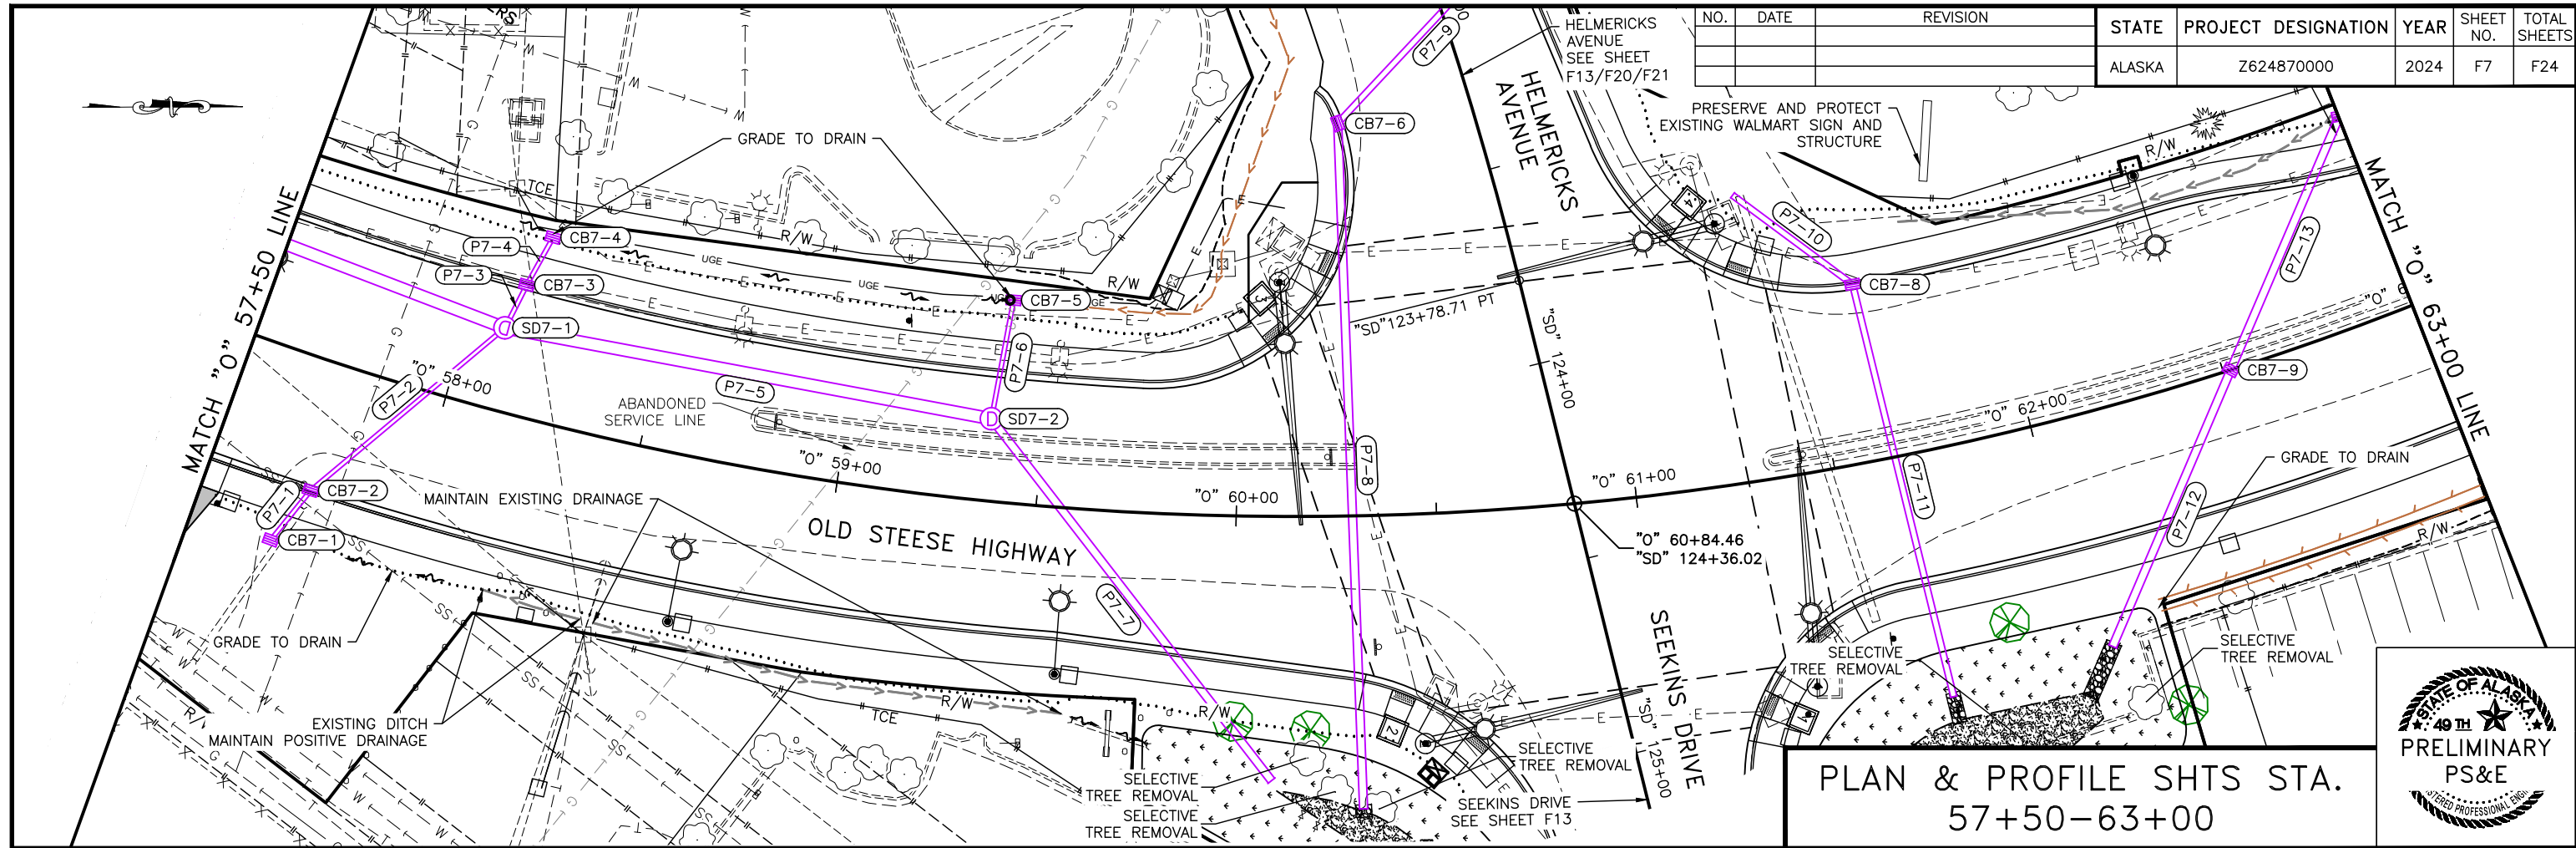 NO.
DATE
REVISION
STATE
PROJECT DESIGNATION
YEAR
SHEET
NO.
TOTAL
SHEETS
ALASKA
Z624870000
2024
F7
F24
HELMERICKS
AVENUE
SEE SHEET
F13/F20/F21
HELMERICKS
AVENUE
PRESERVE AND PROTECT
EXISTING WALMART SIGN AND
STRUCTURE
MATCH "O" 57+50 LINE
MATCH "O" 63+00 LINE
GRADE TO DRAIN
TCE
R/W
R/W
R/W
UGE
UGE
P7-9
CB7-6
CB7-4
P7-4
P7-3
CB7-3
SD7-1
CB7-5
P7-6
P7-5
P7-2
"O" 58+00
ABANDONED
SERVICE LINE
SD7-2
"SD"123+78.71 PT
"SD" 124+00
4
3
P7-10
CB7-8
P7-13
CB7-9
"O" 62+00
P7-8
P7-11
P7-12
GRADE TO DRAIN
P7-1
CB7-2
CB7-1
MAINTAIN EXISTING DRAINAGE
"O" 59+00
"O" 60+00
"O" 61+00
"O" 60+84.46
"SD" 124+36.02
OLD STEESE HIGHWAY
P7-7
GRADE TO DRAIN
R/W
EXISTING DITCH
MAINTAIN POSITIVE DRAINAGE
TCE
R/W
R/W
2
1
SEEKINS DRIVE
"SD" 125+00
SELECTIVE
TREE REMOVAL
SELECTIVE
TREE REMOVAL
SELECTIVE
TREE REMOVAL
SELECTIVE
TREE REMOVAL
SELECTIVE
TREE REMOVAL
SEEKINS DRIVE
SEE SHEET F13
PLAN & PROFILE SHTS STA.
57+50-63+00
STATE OF ALASKA
49 TH
PRELIMINARY
PS&E